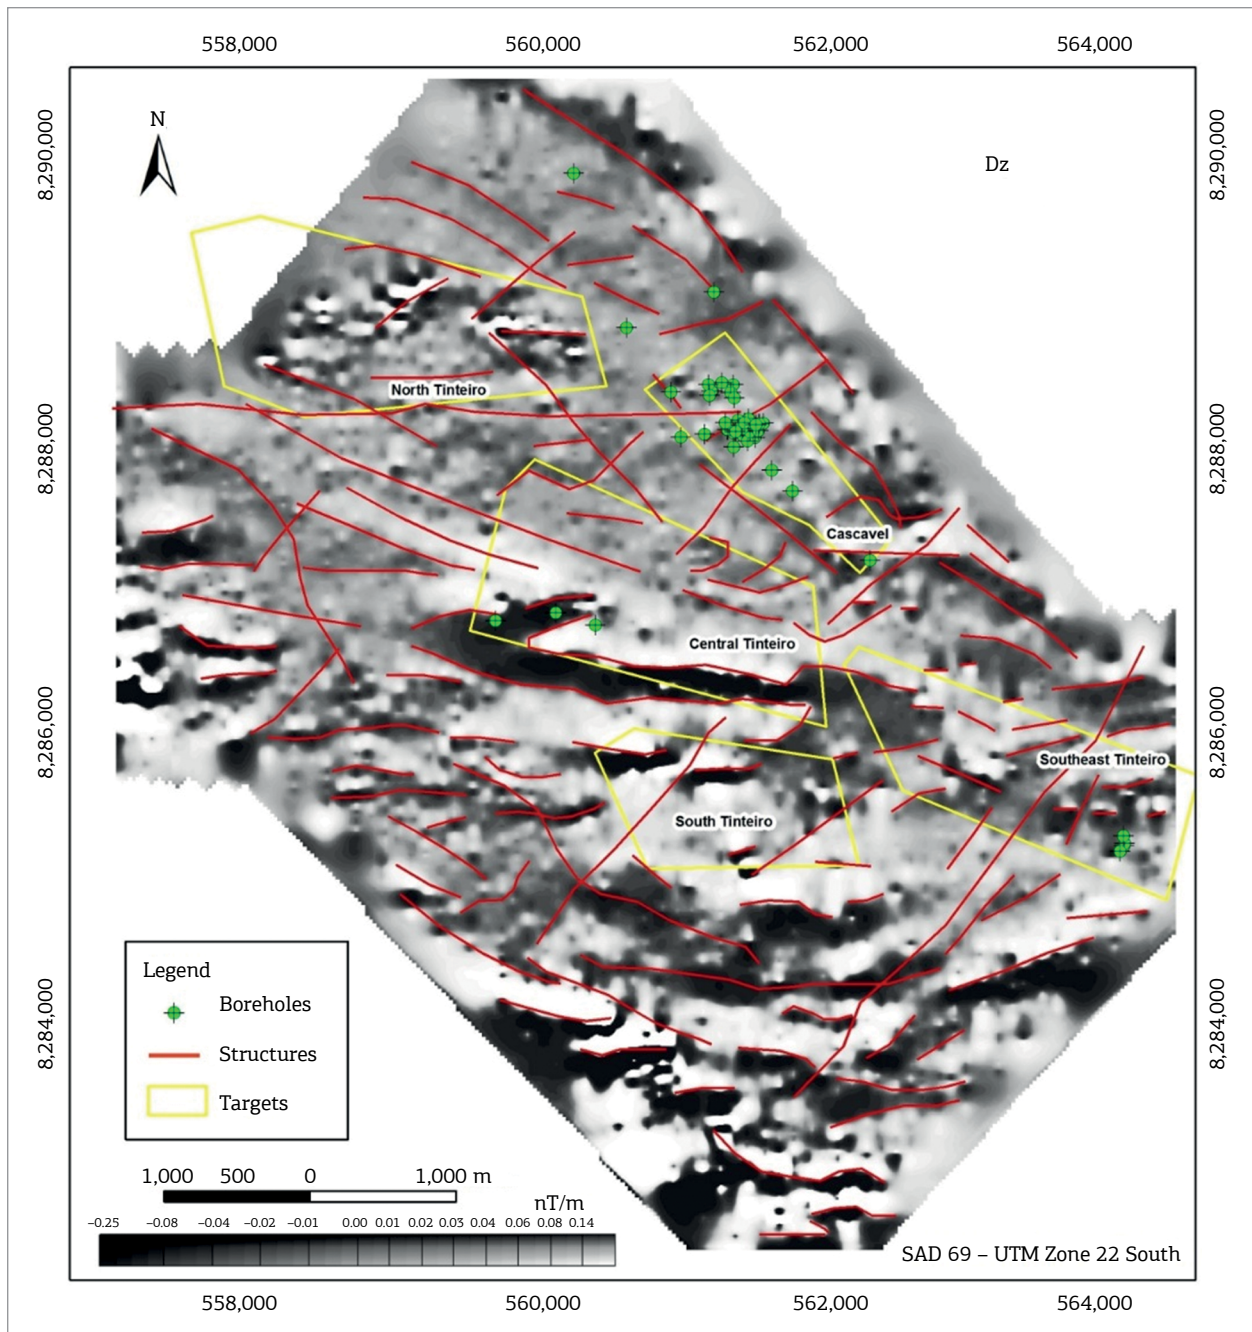 558,000 560,000 562,000 564,000
8,290,000
8,290,000
N
Dz
North Tinteiro
8,288,000
8,288,000
Cascavel
Central Tinteiro
8,286,000
8,286,000
Southeast Tinteiro
South Tinteiro
Legend
Boreholes
Structures
Targets
8,284,000
8,284,000
1,000 500 0 1,000 m
nT/m
−0.25 −0.08 −0.04 −0.02 −0.01 0.00 0.01 0.02 0.03 0.04 0.06 0.08 0.14
SAD 69 – UTM Zone 22 South
558,000 560,000 562,000 564,000